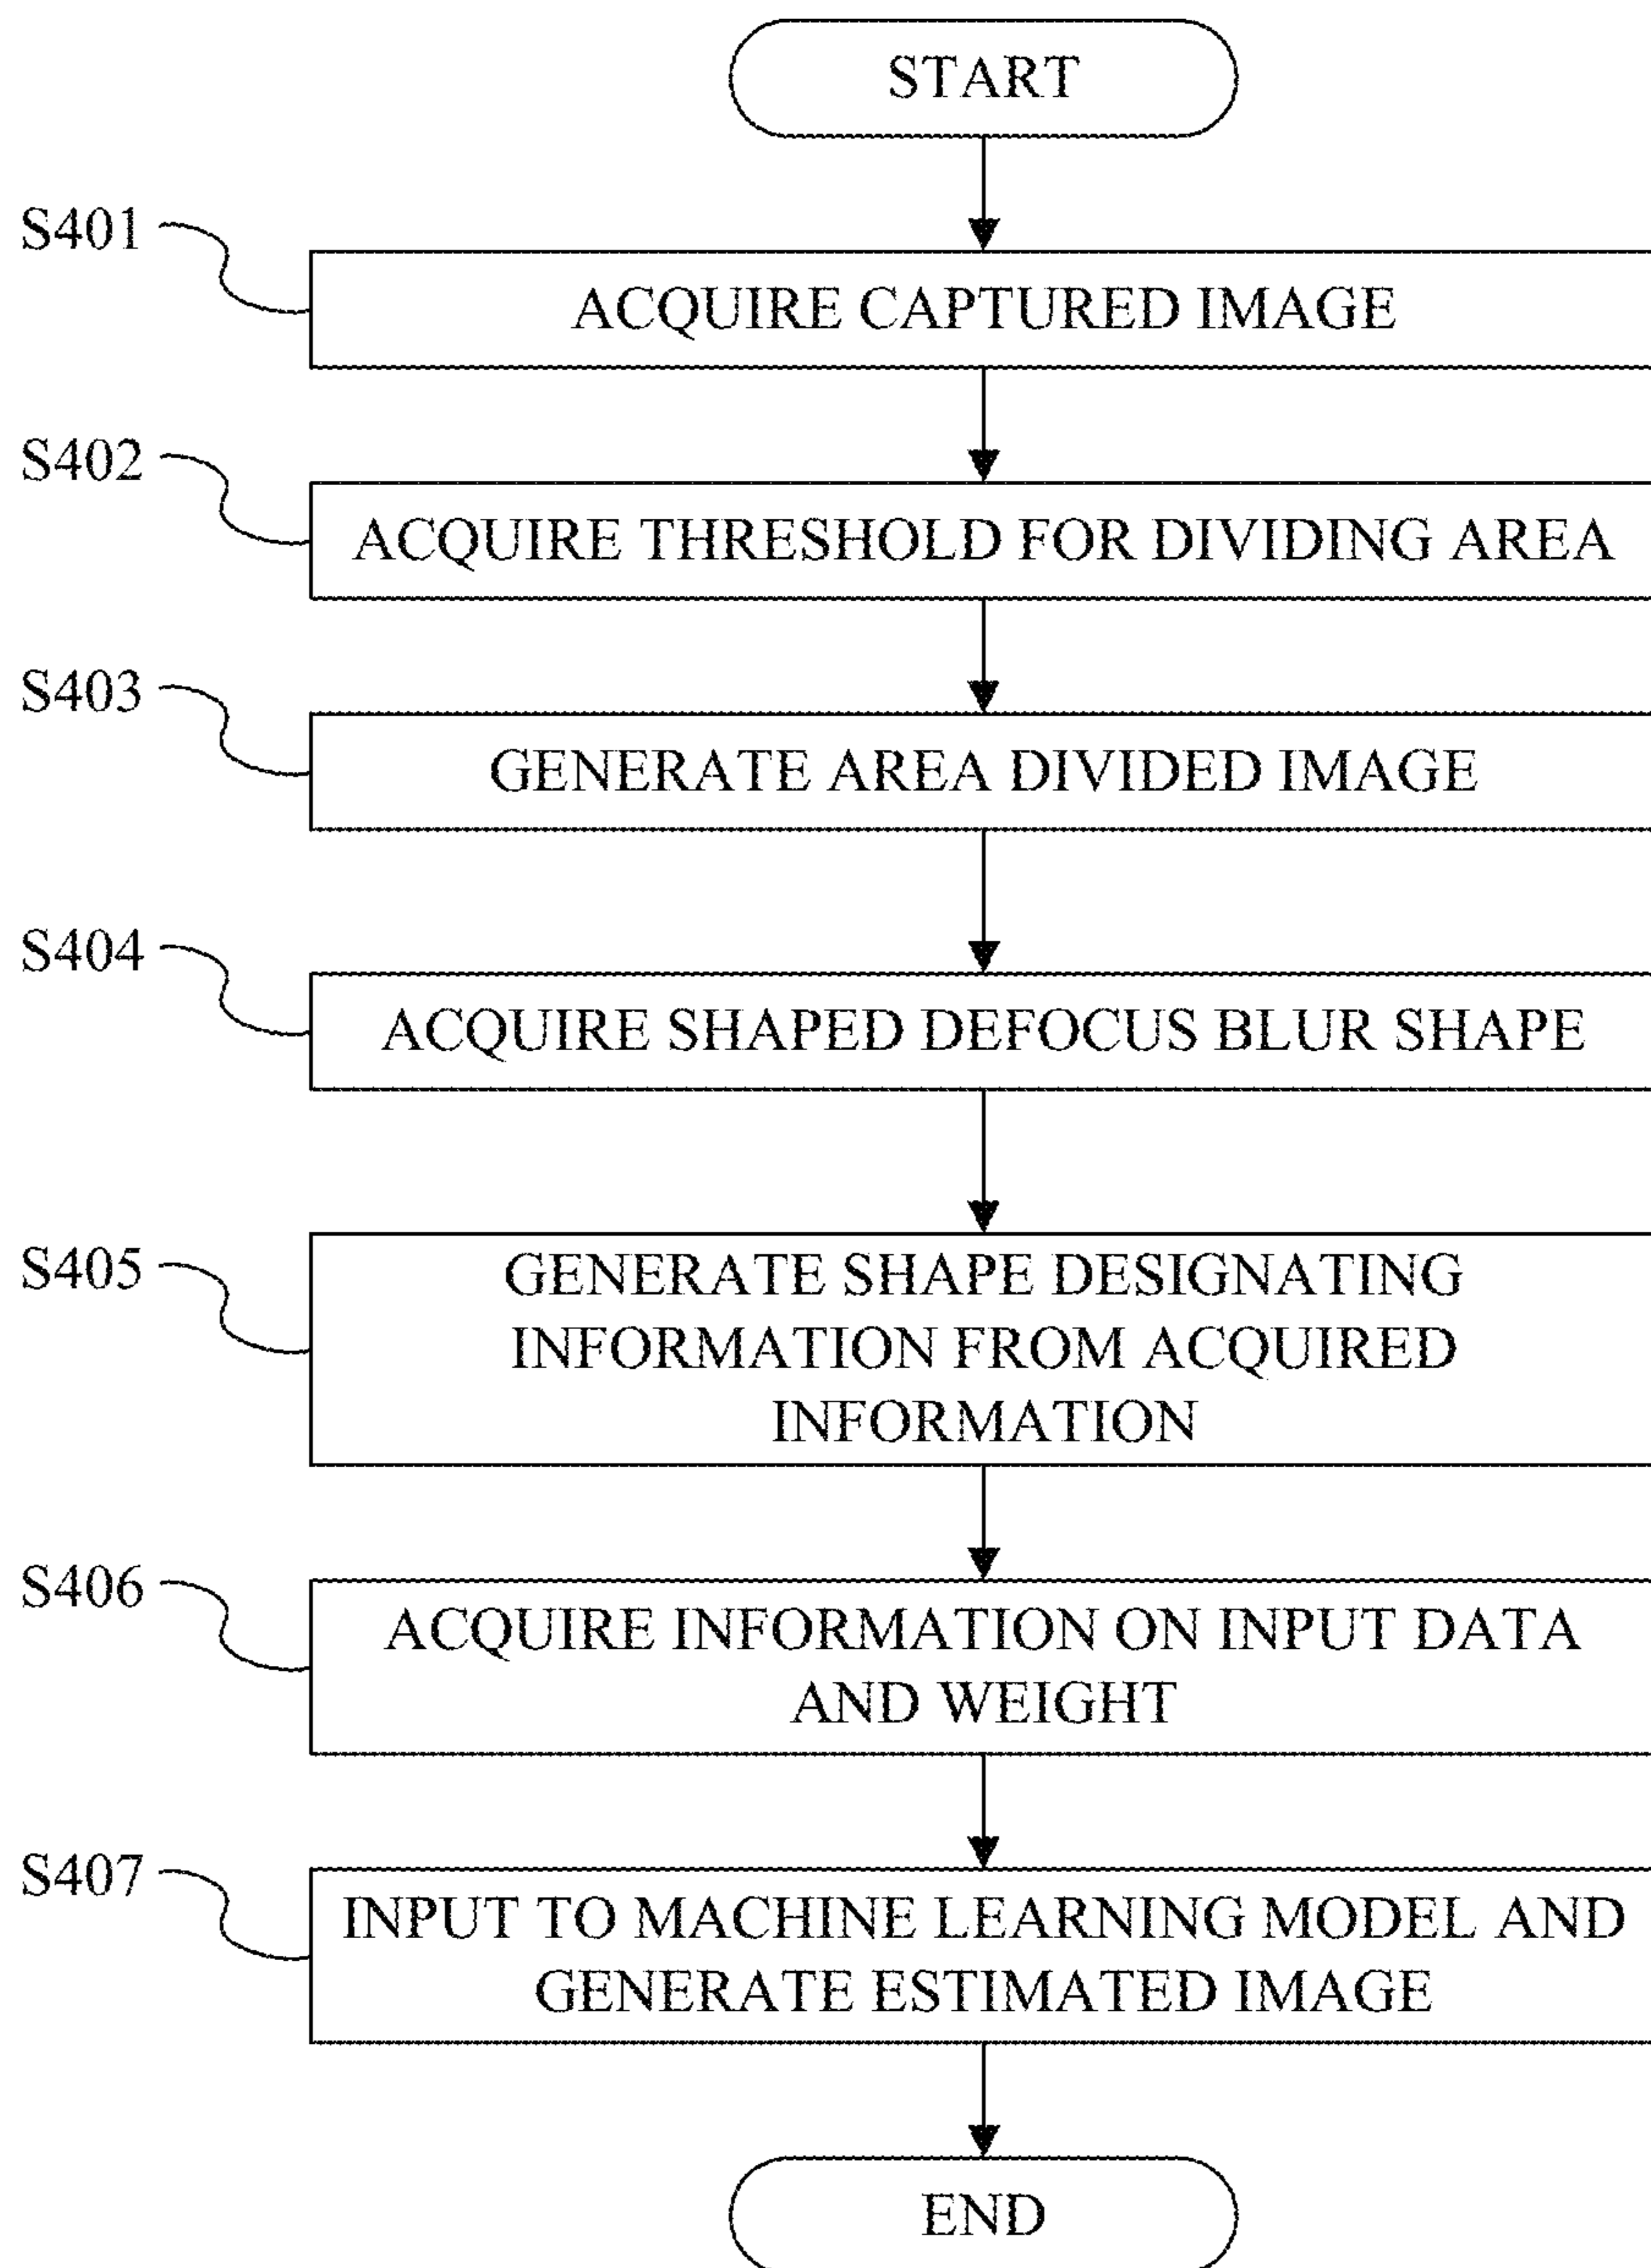 START
S401
ACQUIRE CAPTURED IMAGE
S402
ACQUIRE THRESHOLD FOR DIVIDING AREA
S403
GENERATE AREA DIVIDED IMAGE
S404
ACQUIRE SHAPED DEFOCUS BLUR SHAPE
S405
GENERATE SHAPE DESIGNATING
INFORMATION FROM ACQUIRED
INFORMATION
S406
ACQUIRE INFORMATION ON INPUT DATA
AND WEIGHT
S407
INPUT TO MACHINE LEARNING MODEL AND
GENERATE ESTIMATED IMAGE
END